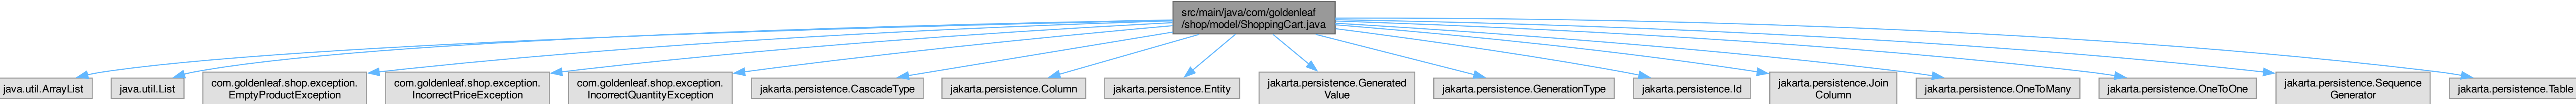 src/main/java/com/goldenleaf
/shop/model/ShoppingCart.java
java.util.ArrayList
java.util.List
com.goldenleaf.shop.exception.
EmptyProductException
com.goldenleaf.shop.exception.
IncorrectPriceException
com.goldenleaf.shop.exception.
IncorrectQuantityException
jakarta.persistence.CascadeType
jakarta.persistence.Column
jakarta.persistence.Entity
jakarta.persistence.Generated
Value
jakarta.persistence.GenerationType
jakarta.persistence.Id
jakarta.persistence.Join
Column
jakarta.persistence.OneToMany
jakarta.persistence.OneToOne
jakarta.persistence.Sequence
Generator
jakarta.persistence.Table